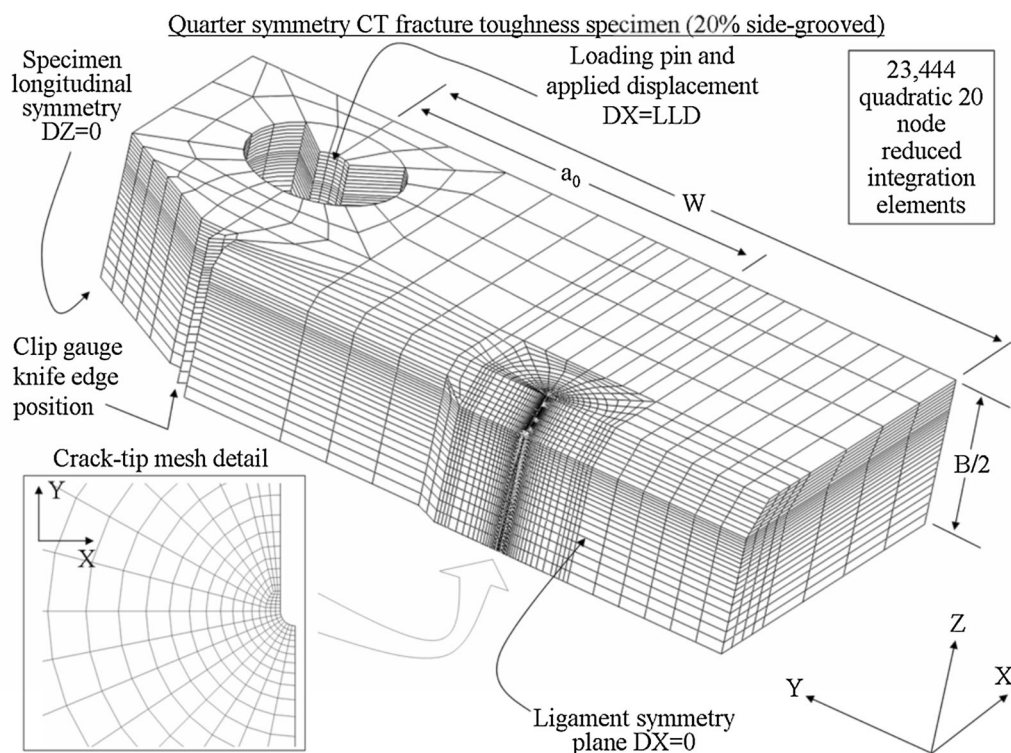 Quarter symmetry CT fracture toughness specimen (20% side-grooved)
Specimen
longitudinal
symmetry
DZ=0
Loading pin and
applied displacement
DX=LLD
23,444
quadratic 20
node
reduced
integration
elements
a0
W
Clip gauge
knife edge
position
B/2
Crack-tip mesh detail
Y
X
Z
X
Y
Ligament symmetry
plane DX=0